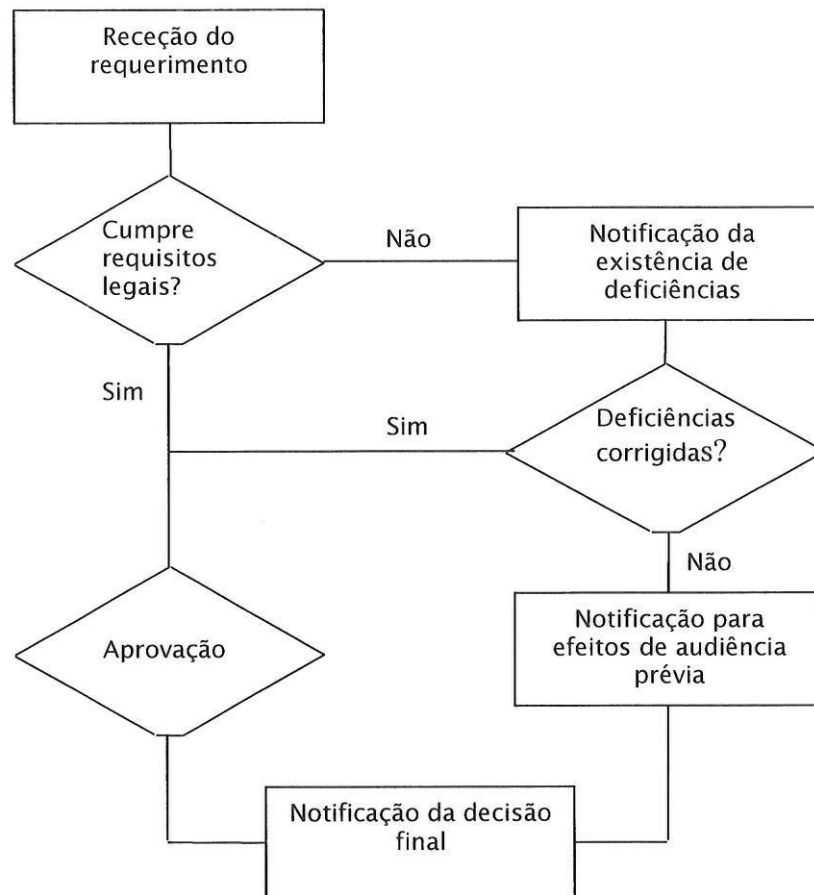 Receção do
requerimento
Cumpre
requisitos
legais?
Não
Notificação da
existência de
deficiências
Sim
Sim
Deficiências
corrigidas?
Não
Aprovação
Notificação para
efeitos de audiência
prévia
Notificação da decisão
final